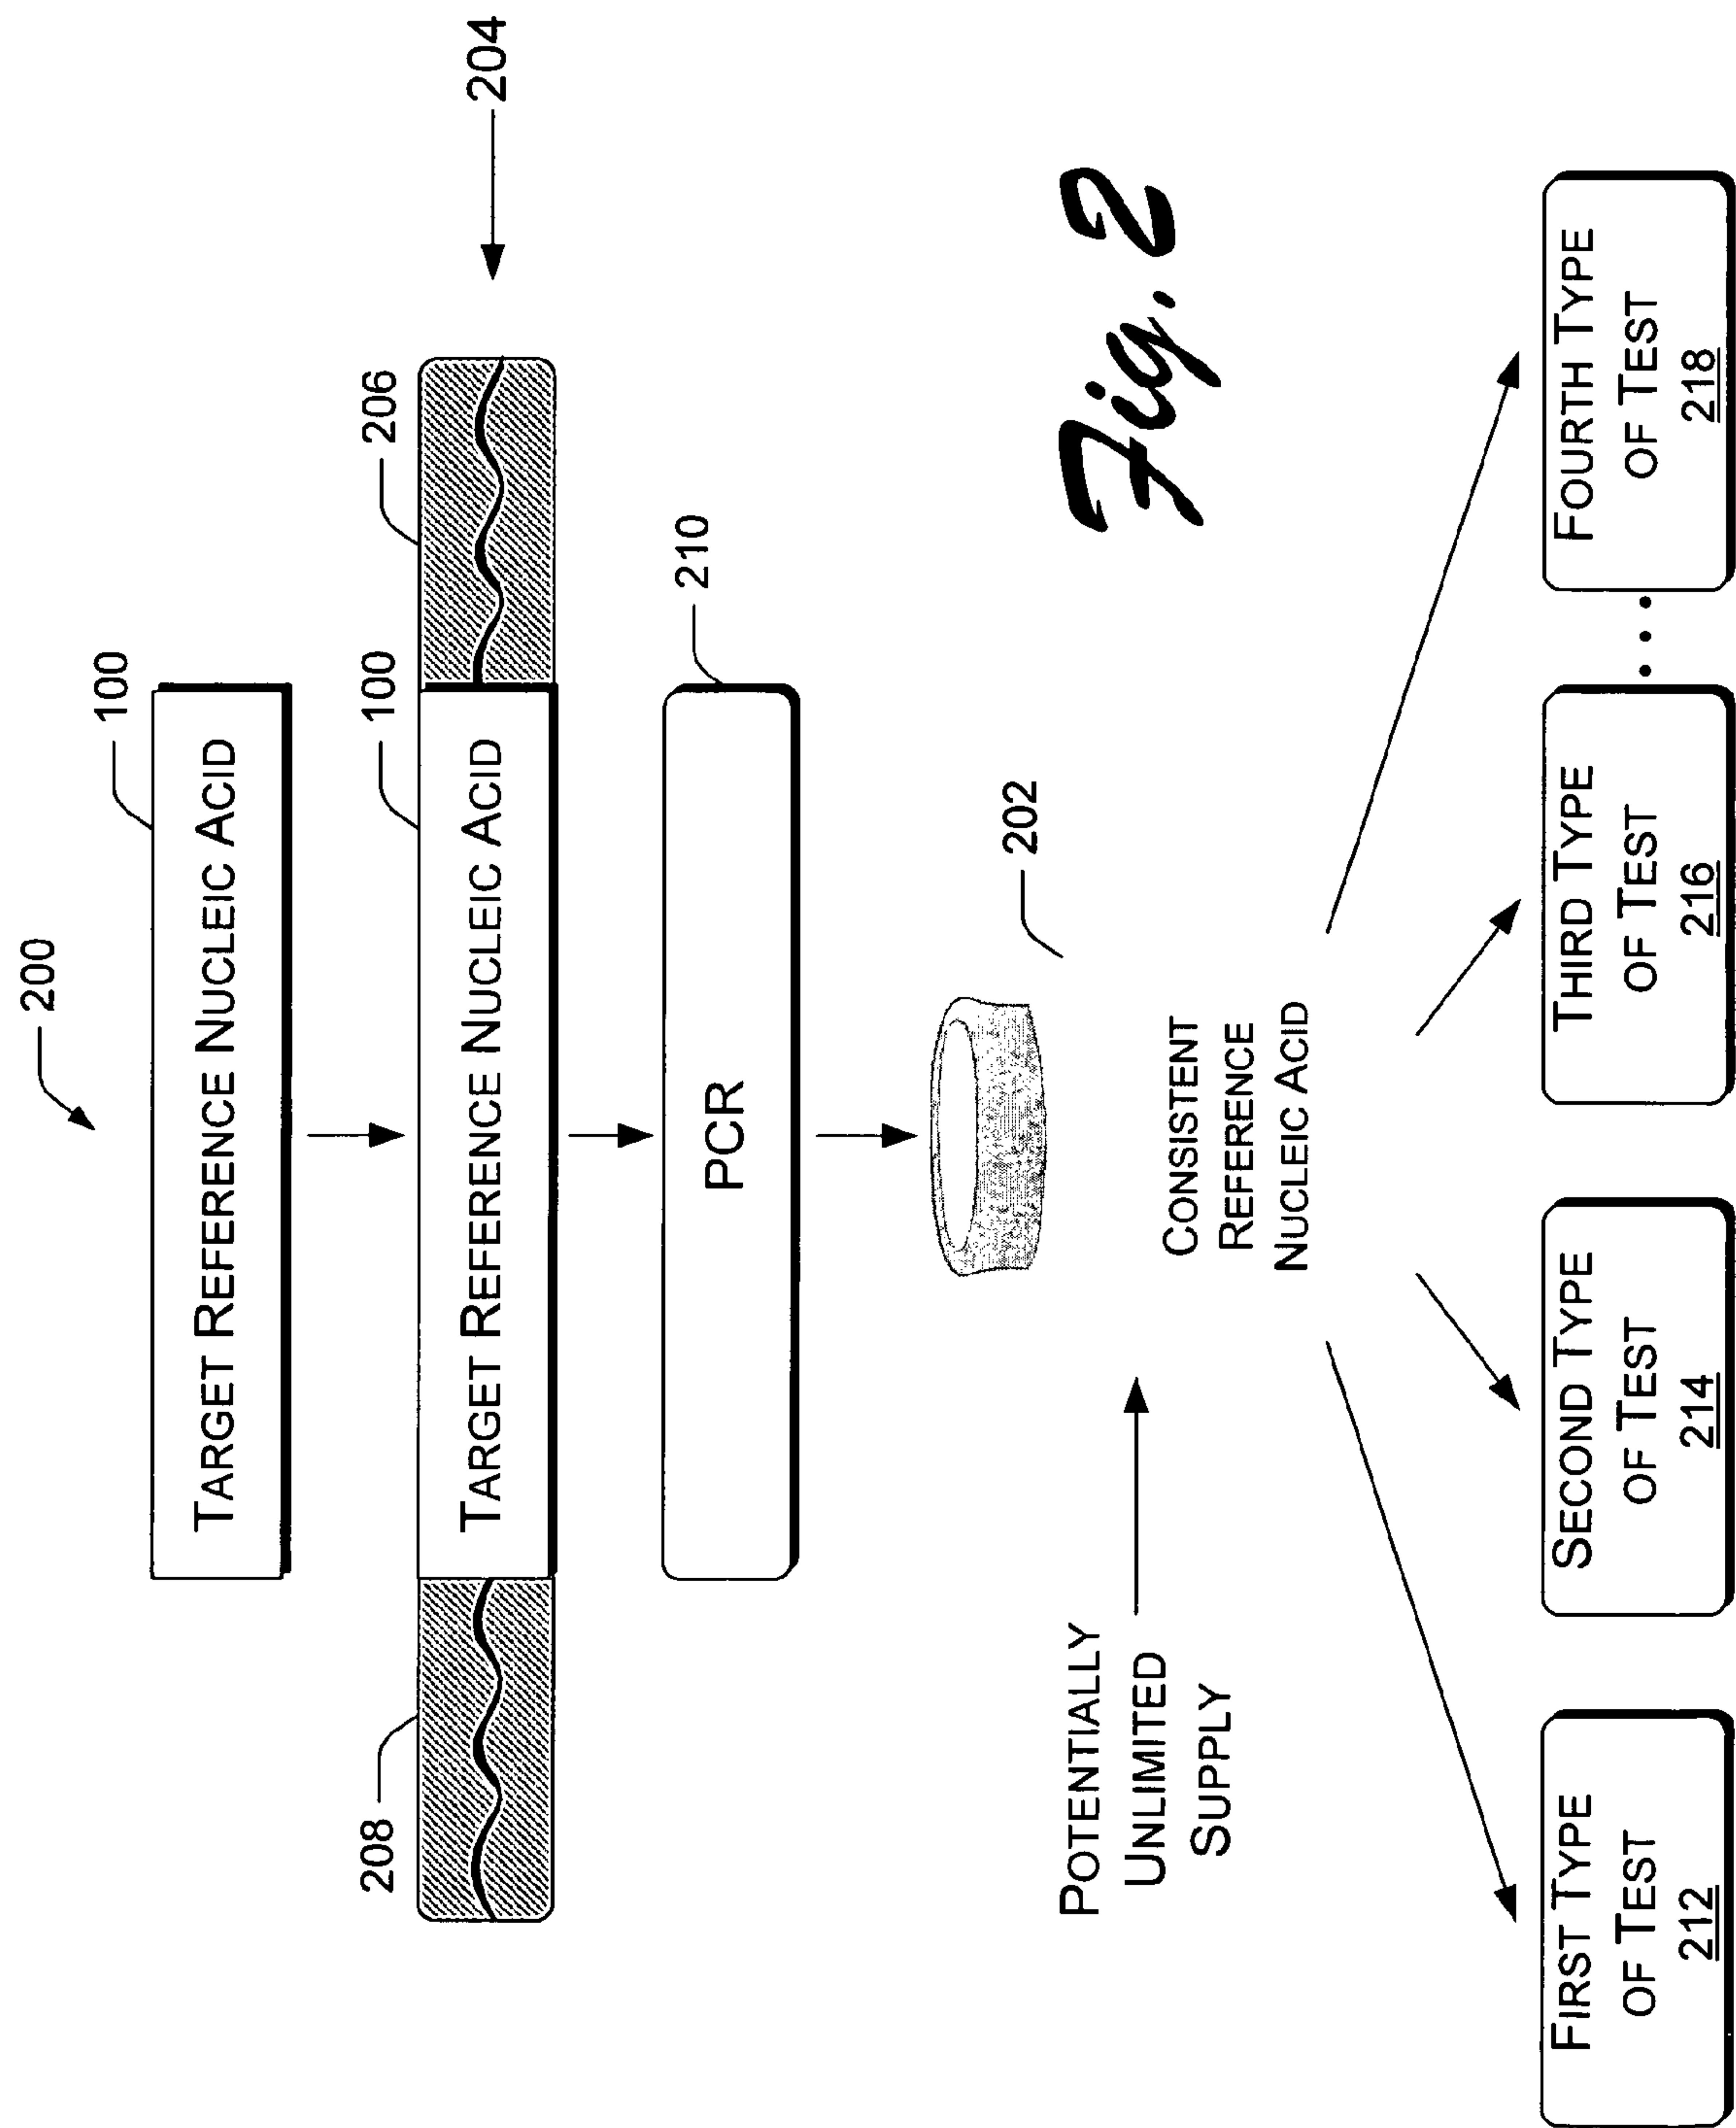 200
100
TARGET REFERENCE NUCLEIC ACID
204
208
100
206
TARGET REFERENCE NUCLEIC ACID
210
PCR
202
POTENTIALLY
UNLIMITED
SUPPLY
CONSISTENT
REFERENCE
NUCLEIC ACID
Fig. 2
FIRST TYPE
OF TEST
212
SECOND TYPE
OF TEST
214
THIRD TYPE
OF TEST
216
FOURTH TYPE
OF TEST
218